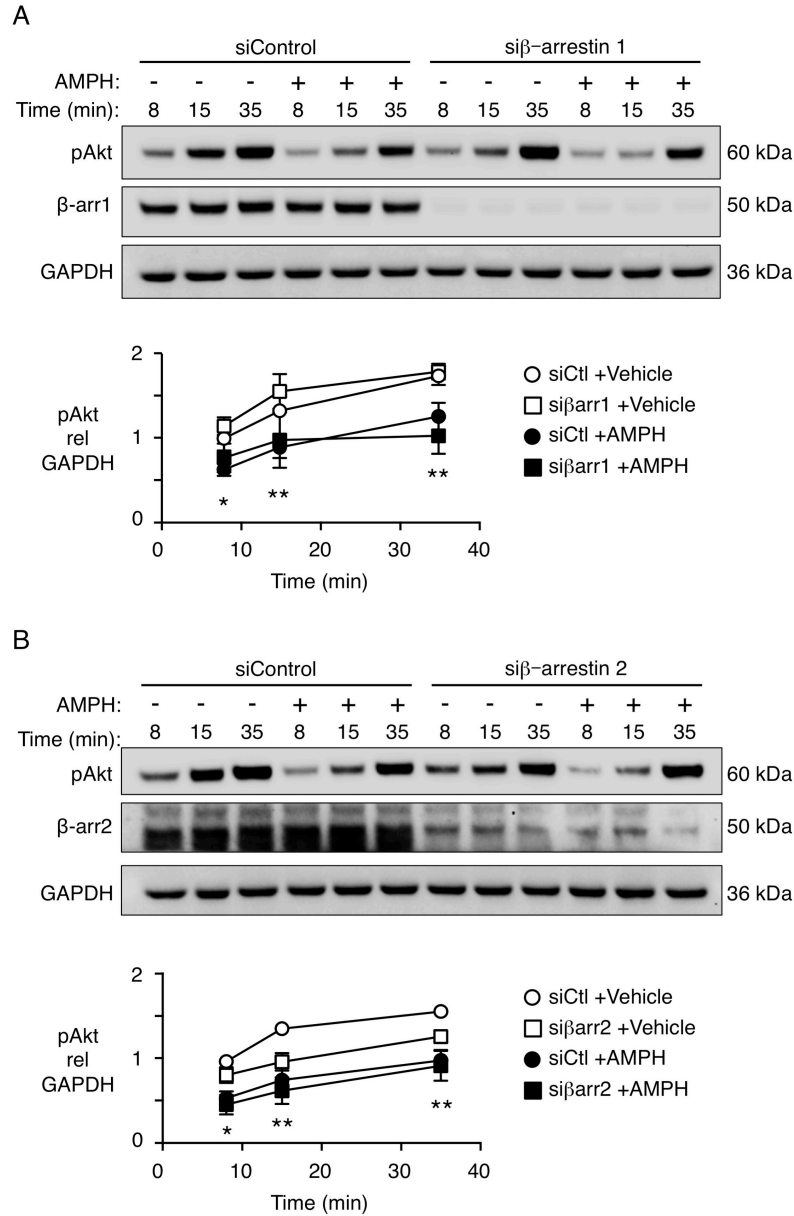 A
siControl siβ−arrestin 1
AMPH: - - - + + + - - - + + +
Time (min): 8 15 35 8 15 35 8 15 35 8 15 35
pAkt 60 kDa
β-arr1 50 kDa
GAPDH 36 kDa
2
1
0
pAkt
rel
GAPDH
siCtl +Vehicle
siβarr1 +Vehicle
siCtl +AMPH
siβarr1 +AMPH
* ** **
0 10 20 30 40
Time (min)
B
siControl siβ−arrestin 2
AMPH: - - - + + + - - - + + +
Time (min): 8 15 35 8 15 35 8 15 35 8 15 35
pAkt 60 kDa
β-arr2 50 kDa
GAPDH 36 kDa
2
1
0
pAkt
rel
GAPDH
siCtl +Vehicle
siβarr2 +Vehicle
siCtl +AMPH
siβarr2 +AMPH
* ** **
0 10 20 30 40
Time (min)